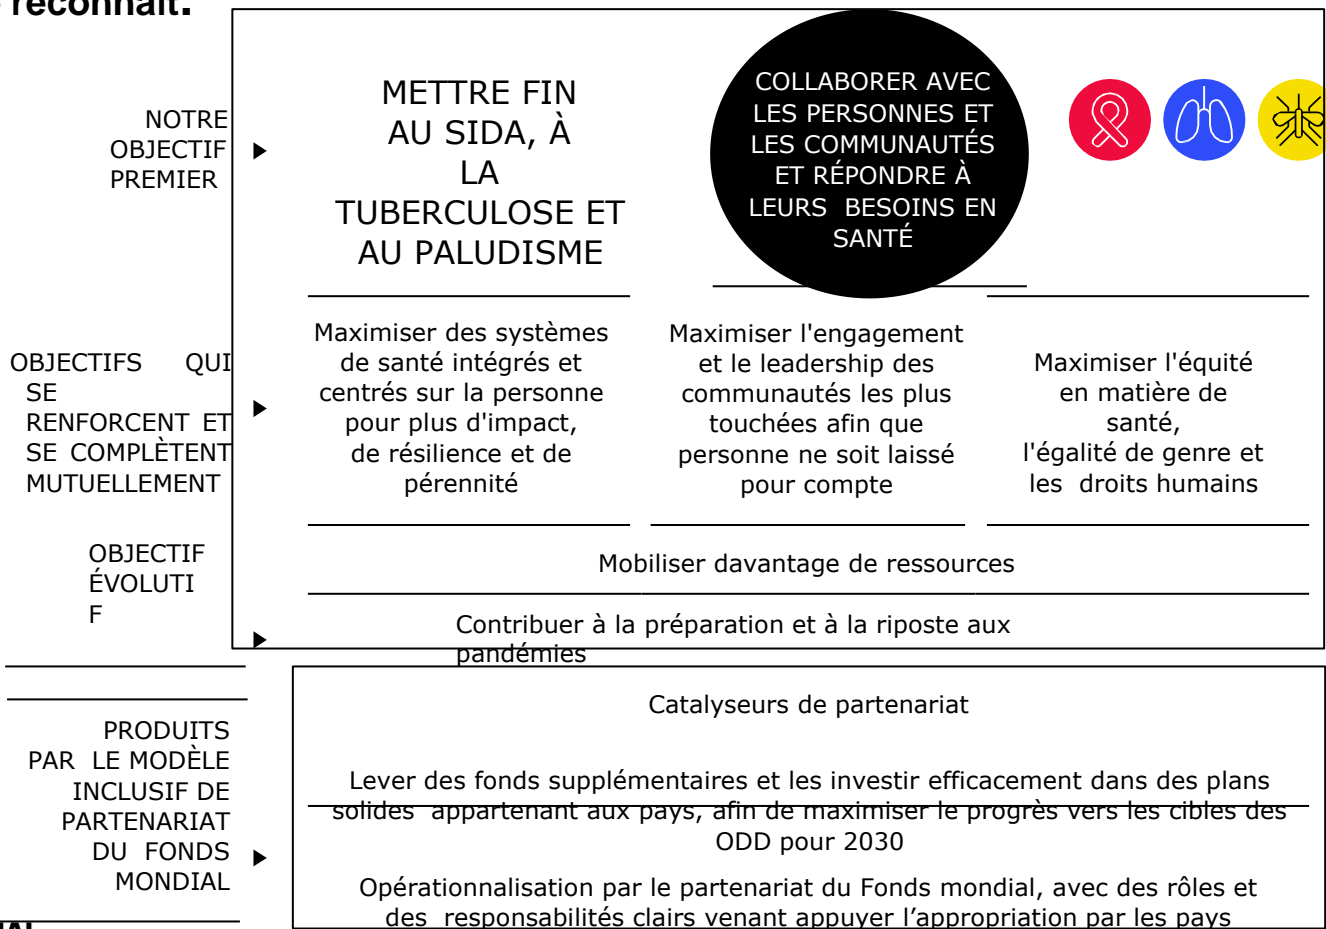 reconnaît.
NOTRE
OBJECTIF
PREMIER
METTRE FIN
AU SIDA, À
LA
TUBERCULOSE ET
AU PALUDISME
COLLABORER AVEC
LES PERSONNES ET
LES COMMUNAUTÉS
ET RÉPONDRE À
LEURS BESOINS EN
SANTÉ
OBJECTIFS QUI
SE
RENFORCENT ET
SE COMPLÈTENT
MUTUELLEMENT
Maximiser des systèmes
de santé intégrés et
centrés sur la personne
pour plus d'impact,
de résilience et de
pérennité
Maximiser l'engagement
et le leadership des
communautés les plus
touchées afin que
personne ne soit laissé
pour compte
Maximiser l'équité
en matière de
santé,
l'égalité de genre et
les droits humains
OBJECTIF
ÉVOLUTI
F
Mobiliser davantage de ressources
Contribuer à la préparation et à la riposte aux
pandémies
PRODUITS
PAR LE MODÈLE
INCLUSIF DE
PARTENARIAT
DU FONDS
MONDIAL
Catalyseurs de partenariat
Lever des fonds supplémentaires et les investir efficacement dans des plans
solides appartenant aux pays, afin de maximiser le progrès vers les cibles des
ODD pour 2030
Opérationnalisation par le partenariat du Fonds mondial, avec des rôles et
des responsabilités clairs venant appuyer l’appropriation par les pays